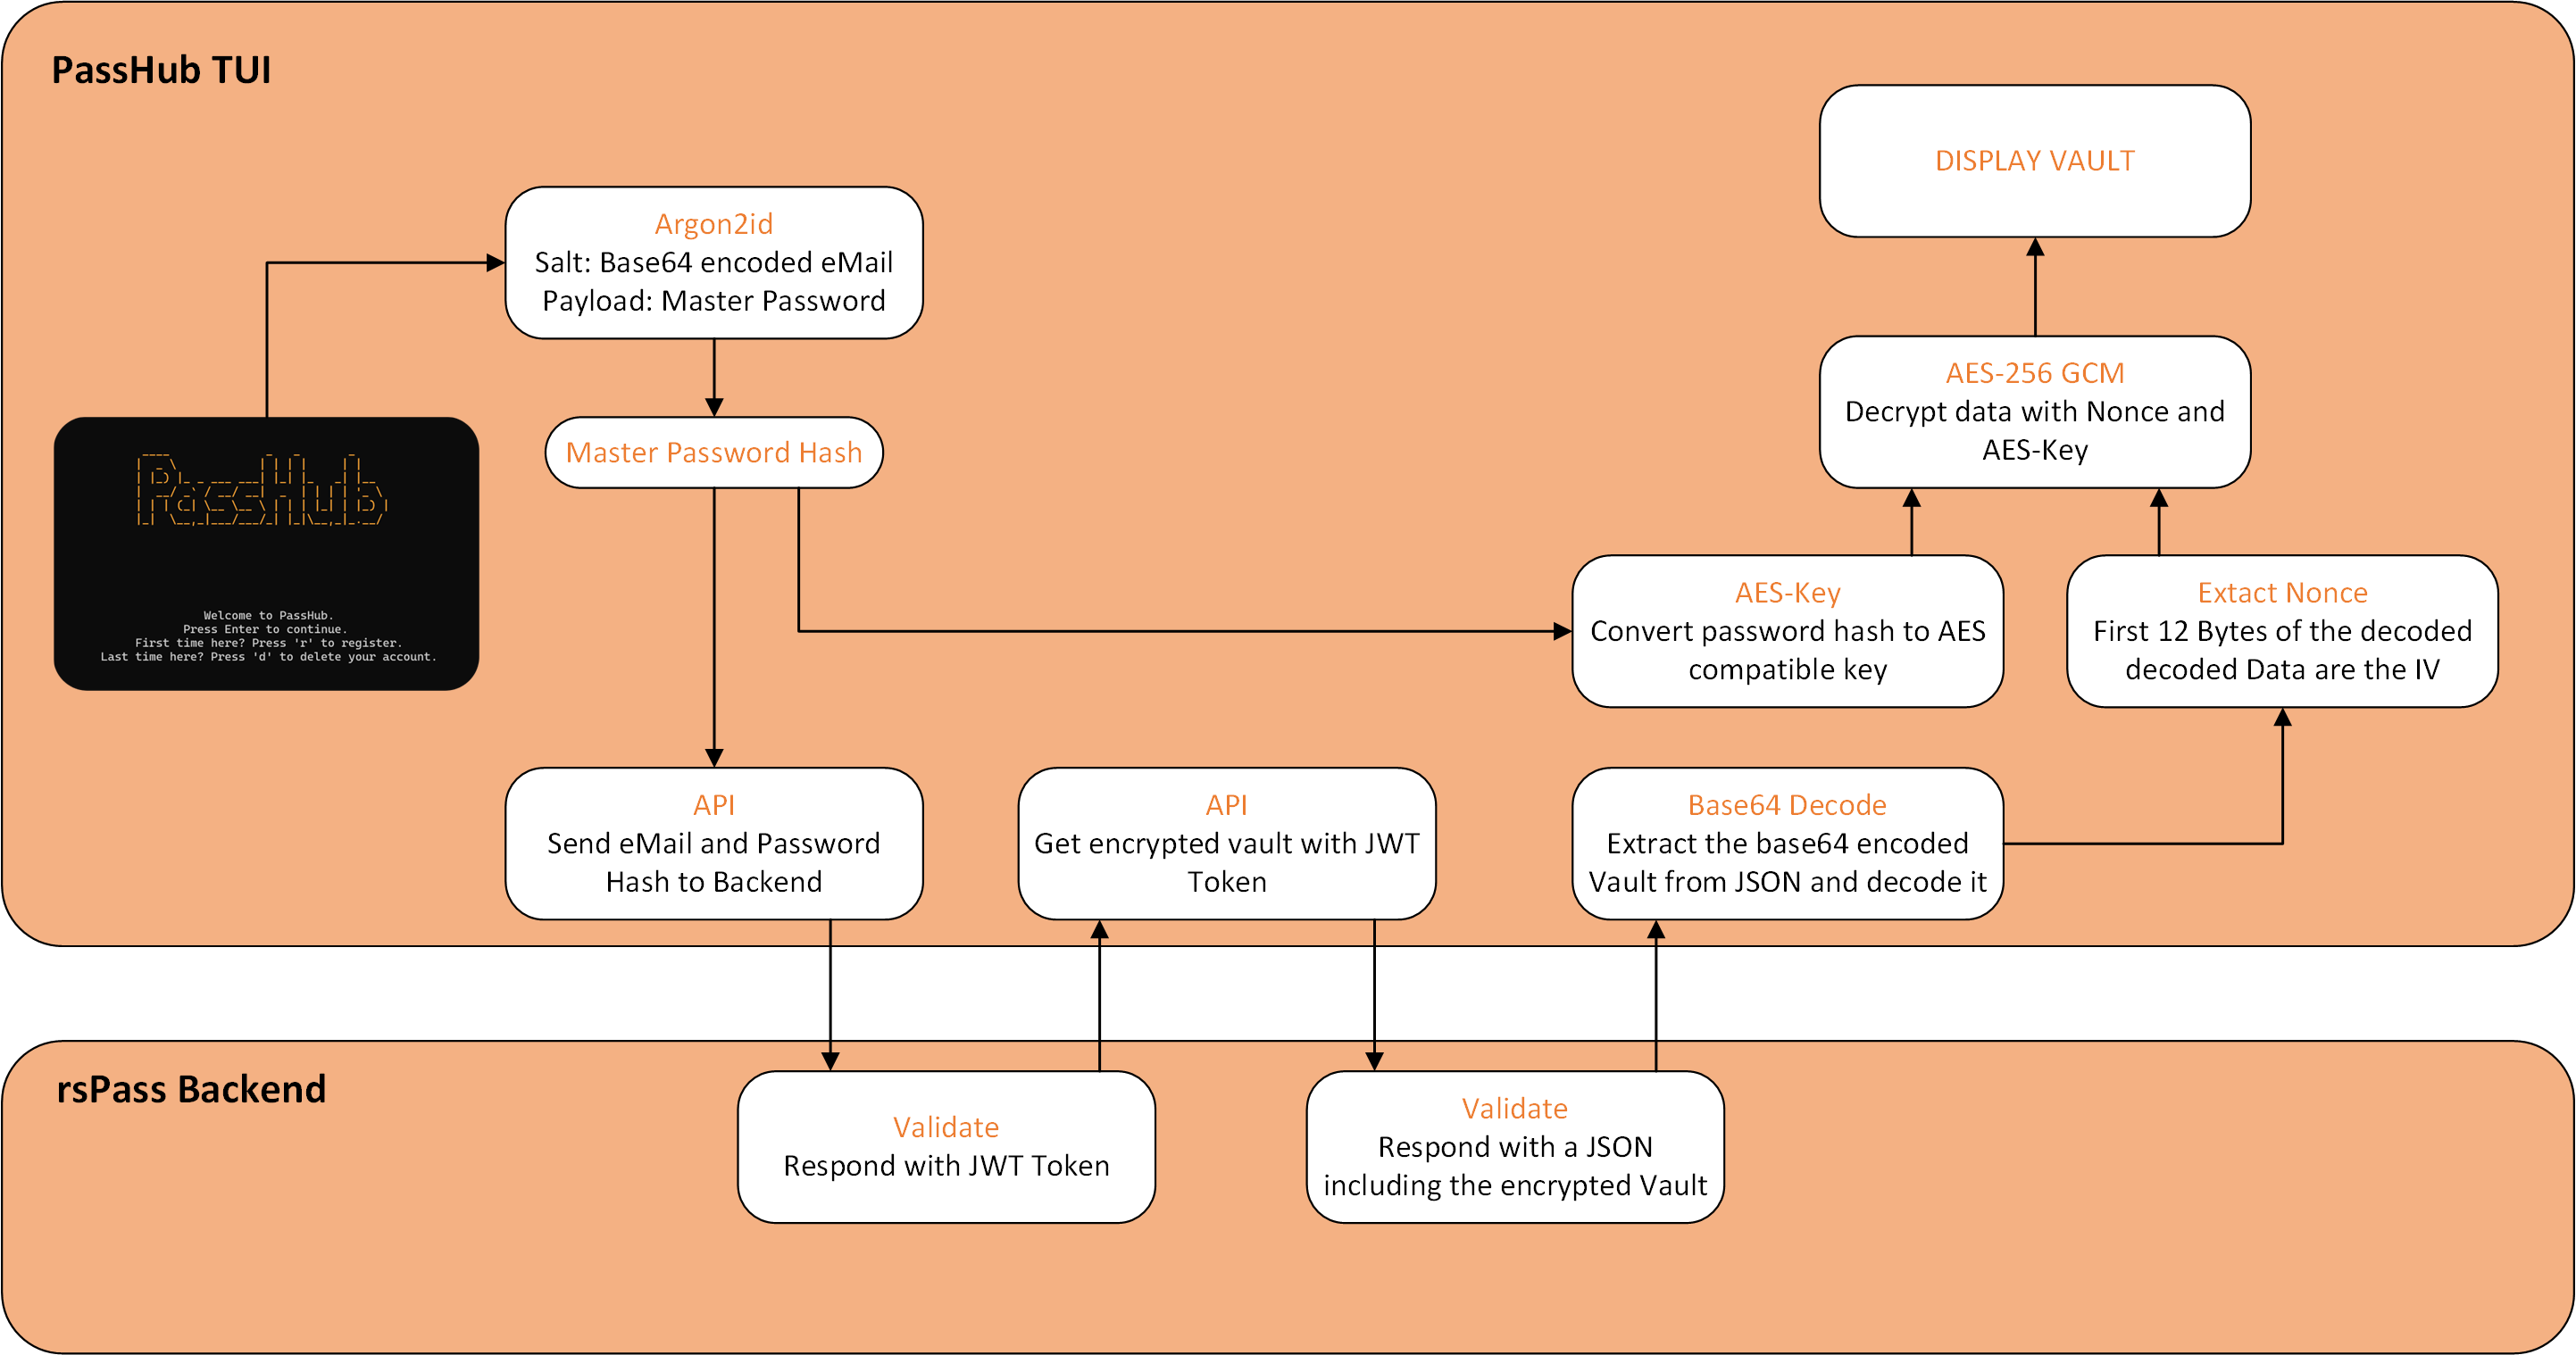 PassHub TUI
DISPLAY VAULT
Argon2id
Salt: Base64 encoded eMail
Payload: Master Password
Master Password Hash
AES-256 GCM
Decrypt data with Nonce and
AES-Key
PassHub
Welcome to PassHub.
Press Enter to continue.
First time here? Press 'r' to register.
Last time here? Press 'd' to delete your account.
AES-Key
Convert password hash to AES
compatible key
Extact Nonce
First 12 Bytes of the decoded
decoded Data are the IV
API
Send eMail and Password
Hash to Backend
API
Get encrypted vault with JWT
Token
Base64 Decode
Extract the base64 encoded
Vault from JSON and decode it
rsPass Backend
Validate
Respond with JWT Token
Validate
Respond with a JSON
including the encrypted Vault